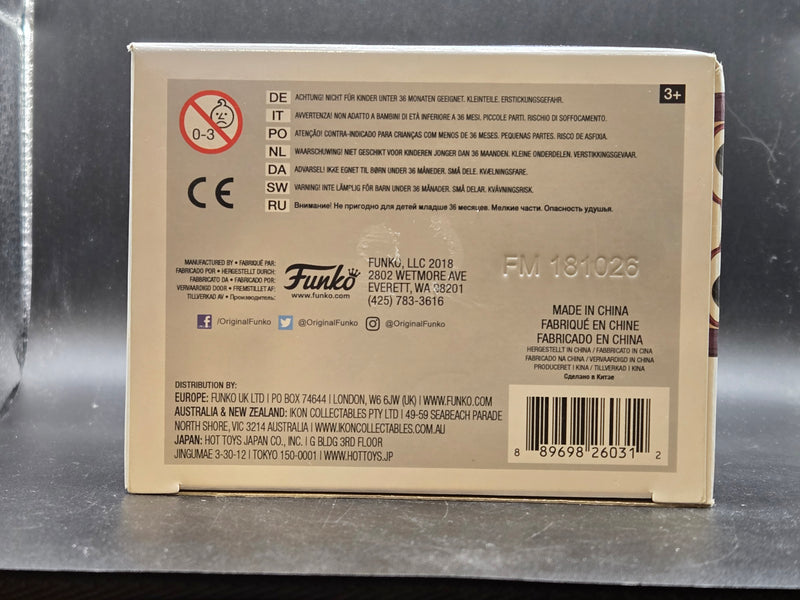 0-3
DE ACHTUNG! NICHT FÜR KINDER UNTER 36 MONATEN GEEIGNET. KLEINTEILE. ERSTICKUNGSGEFAHR.
3+
IT AVVERTENZA! NON ADATTO A BAMBINI DI ETÀ INFERIORE A 36 MESI. PICCOLE PARTI. RISCHIO DI SOFFOCAMENTO.
PO ATENÇÃO! CONTRA-INDICADO PARA CRIANÇAS COM MENOS DE 36 MESES. PEQUENAS PARTES. RISCO DE ASFIXIA.
NL WAARSCHUWING! NIET GESCHIKT VOOR KINDEREN JONGER DAN 36 MAANDEN. KLEINE ONDERDELEN. VERSTIKKINGSGEVAAR.
DA ADVARSEL! IKKE EGNET TIL BØRN UNDER 36 MÅNEDER. SMÅ DELE. KVÆLNINGSFARE.
SW VARNING! INTE LÄMPLIG FÖR BARN UNDER 36 MÅNADER. SMÅ DELAR. KVÄVNINGSRISK.
RU Внимание! Не пригодно для детей младше 36 месяцев. Мелкие части. Опасность удушья.
CE
MANUFACTURED BY • FABRIQUÉ PAR:
FABRICADO POR • HERGESTELLT DURCH:
FABBRICATO DA • FABRICADO POR:
VERVAARDIGD DOOR • FREMSTILLET AF:
TILLVERKAD AV • Производитель:
Funko
www.funko.com
FUNKO, LLC 2018
2802 WETMORE AVE
EVERETT, WA 98201
(425) 783-3616
FM 181026
/OriginalFunko @OriginalFunko @OriginalFunko
MADE IN CHINA
FABRIQUÉ EN CHINE
FABRICADO EN CHINA
HERGESTELLT IN CHINA / FABBRICATO IN CINA
FABRICADO NA CHINA / VERVAARDIGD IN CHINA
PRODUCERET I KINA / TILLVERKAD I KINA
Сделано в Китае
DISTRIBUTION BY:
EUROPE: FUNKO UK LTD | PO BOX 74644 | LONDON, W6 6JW (UK) | WWW.FUNKO.COM
AUSTRALIA & NEW ZEALAND: IKON COLLECTABLES PTY LTD | 49-59 SEABEACH PARADE
NORTH SHORE, VIC 3214 AUSTRALIA | WWW.IKONCOLLECTABLES.COM.AU
JAPAN: HOT TOYS JAPAN CO., INC. | G BLDG 3RD FLOOR
JINGUMAE 3-30-12 | TOKYO 150-0001 | WWW.HOTTOYS.JP
8 89698 26031 2